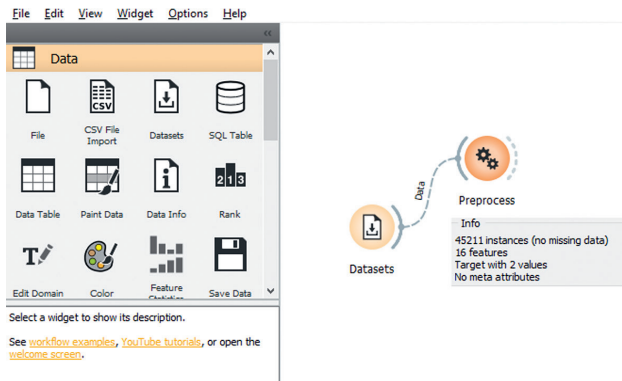 File Edit View Widget Options Help
Data
File
CSV File
Import
Datasets
SQL Table
Data Table
Paint Data
Data Info
Rank
Edit Domain
Color
Feature
Statistics
Save Data
Select a widget to show its description.
See workflow examples, YouTube tutorials, or open the
welcome screen.
Data
Datasets
Preprocess
Info
45211 instances (no missing data)
16 features
Target with 2 values
No meta attributes